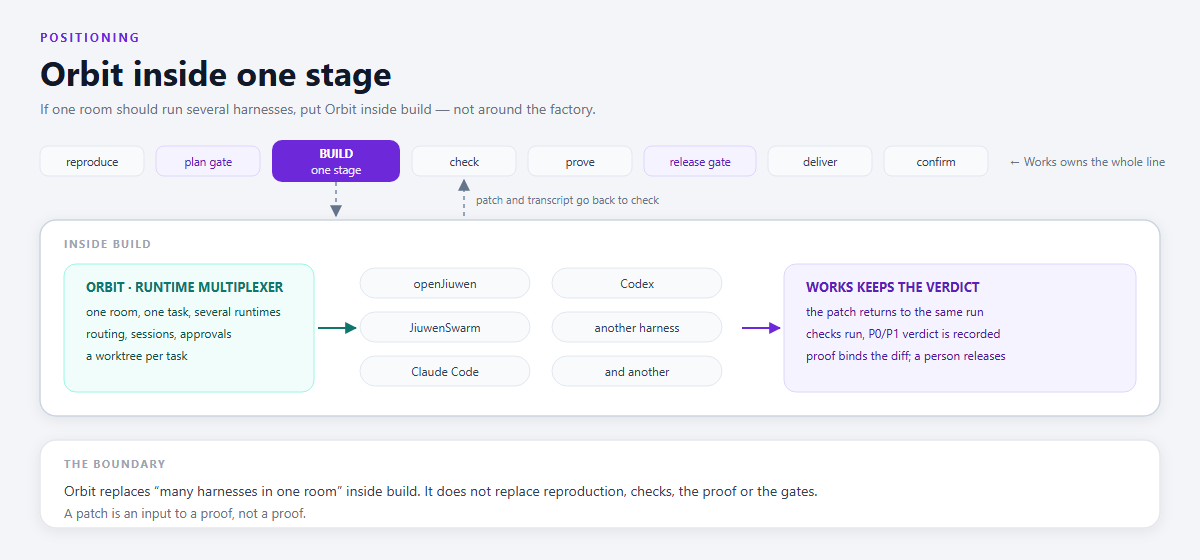 POSITIONING
Orbit inside one stage
If one room should run several harnesses, put Orbit inside build — not around the factory.
reproduce
plan gate
BUILD
one stage
check
prove
release gate
deliver
confirm
← Works owns the whole line
patch and transcript go back to check
INSIDE BUILD
ORBIT · RUNTIME MULTIPLEXER
one room, one task, several runtimes
routing, sessions, approvals
a worktree per task
openJiuwen
Codex
JiuwenSwarm
another harness
Claude Code
and another
WORKS KEEPS THE VERDICT
the patch returns to the same run
checks run, P0/P1 verdict is recorded
proof binds the diff; a person releases
THE BOUNDARY
Orbit replaces “many harnesses in one room” inside build. It does not replace reproduction, checks, the proof or the gates.
A patch is an input to a proof, not a proof.